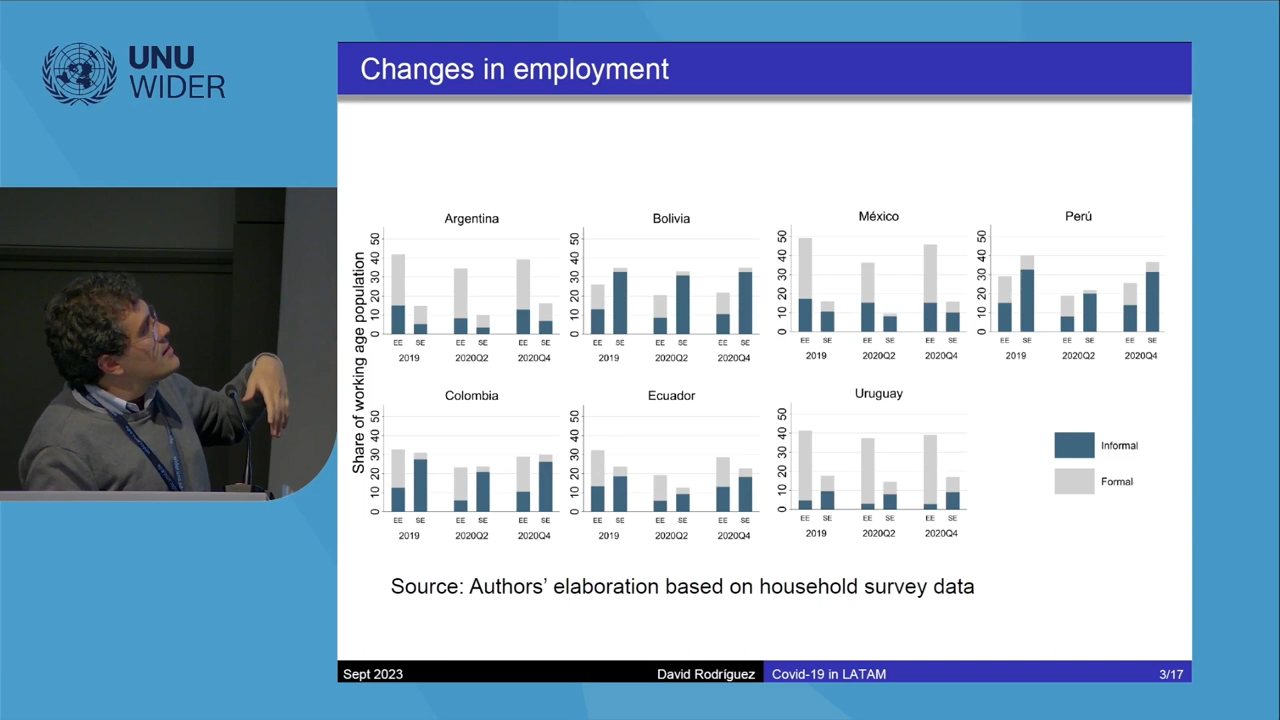 UNU
WIDER
Changes in employment
Share of working age population
Argentina
50
40
30
20
10
0
EE SE EE SE EE SE
2019 2020Q2 2020Q4
Bolivia
50
40
30
20
10
0
EE SE EE SE EE SE
2019 2020Q2 2020Q4
México
50
40
30
20
10
0
EE SE EE SE EE SE
2019 2020Q2 2020Q4
Perú
50
40
30
20
10
0
EE SE EE SE EE SE
2019 2020Q2 2020Q4
Colombia
50
40
30
20
10
0
EE SE EE SE EE SE
2019 2020Q2 2020Q4
Ecuador
50
40
30
20
10
0
EE SE EE SE EE SE
2019 2020Q2 2020Q4
Uruguay
50
40
30
20
10
0
EE SE EE SE EE SE
2019 2020Q2 2020Q4
Informal
Formal
Source: Authors' elaboration based on household survey data
Sept 2023 David Rodríguez Covid-19 in LATAM 3/17